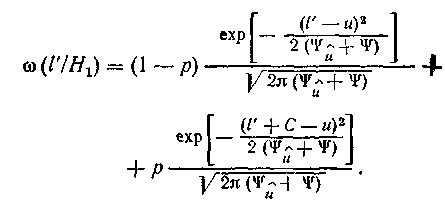 ω (l′/H₁) = (1 − p) exp[− (l′ − u)² / 2 (Ψ_û + Ψ)] / √2π (Ψ_û + Ψ) +
+ p exp[− (l′ + C − u)² / 2 (Ψ_û + Ψ)] / √2π (Ψ_û + Ψ) .